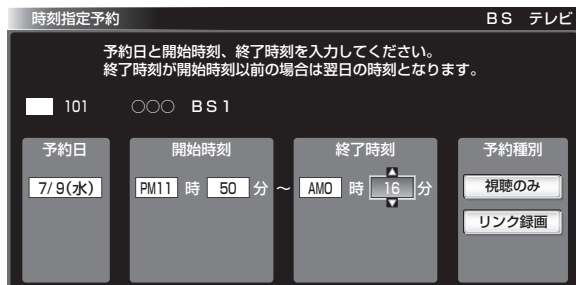 時刻指定予約 BS テレビ
予約日と開始時刻、終了時刻を入力してください。
終了時刻が開始時刻以前の場合は翌日の時刻となります。
101 ○○○ BS1
予約日 開始時刻 終了時刻 予約種別
7/9(水) PM11 時 50 分 ~ AM0 時 16 分 視聴のみ
リンク録画